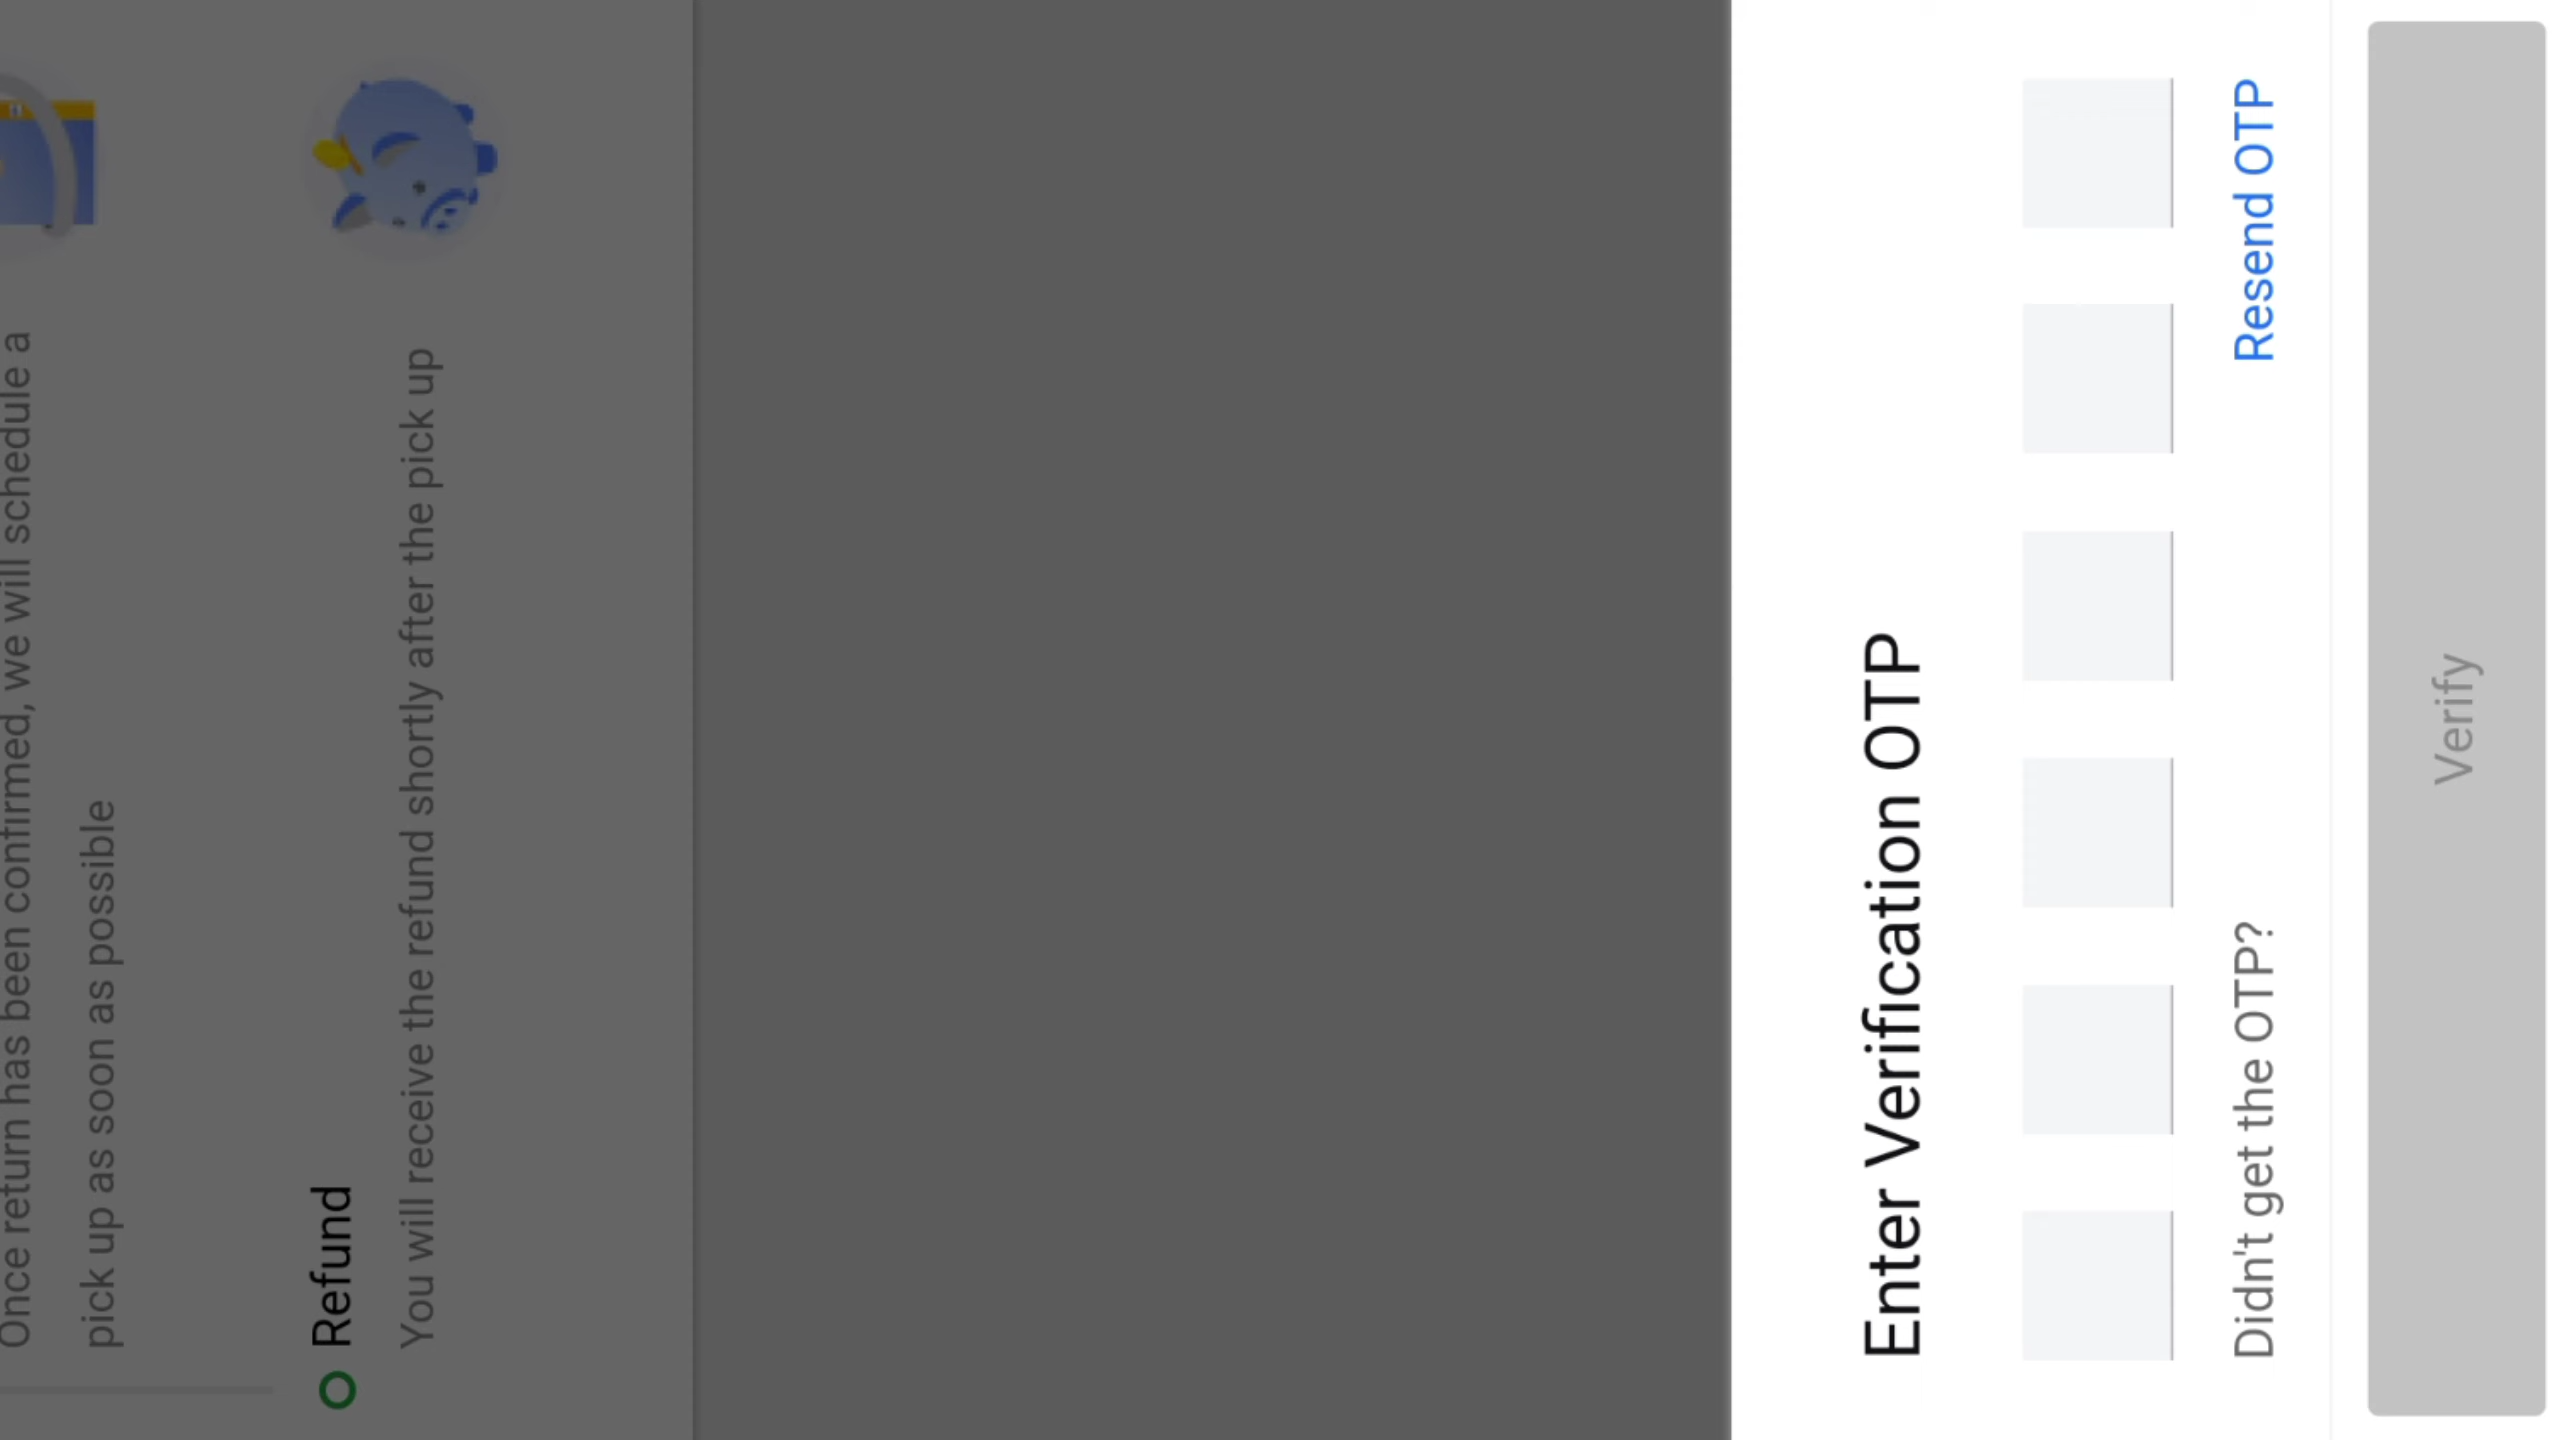 Once return has been confirmed, we will schedule a
pick up as soon as possible
Refund
You will receive the refund shortly after the pick up
Enter Verification OTP
Didn't get the OTP?
Resend OTP
Verify